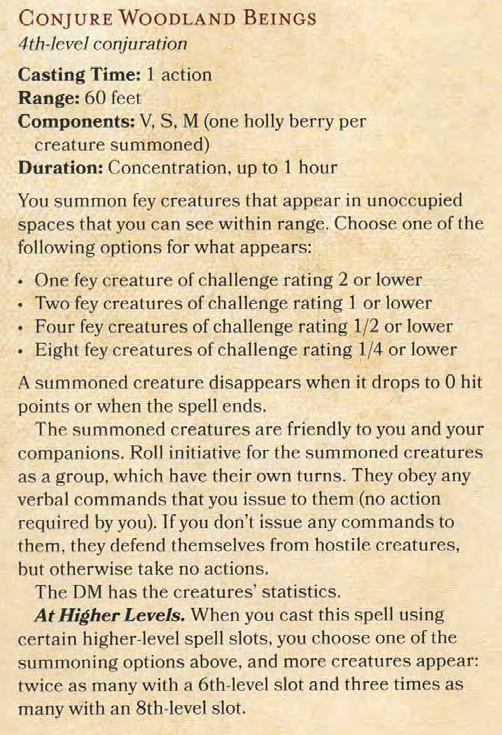 Conjure Woodland Beings
4th-level conjuration
Casting Time: 1 action
Range: 60 feet
Components: V, S, M (one holly berry per
creature summoned)
Duration: Concentration, up to 1 hour
You summon fey creatures that appear in unoccupied
spaces that you can see within range. Choose one of the
following options for what appears:
• One fey creature of challenge rating 2 or lower
• Two fey creatures of challenge rating 1 or lower
• Four fey creatures of challenge rating 1/2 or lower
• Eight fey creatures of challenge rating 1/4 or lower
A summoned creature disappears when it drops to 0 hit
points or when the spell ends.
The summoned creatures are friendly to you and your
companions. Roll initiative for the summoned creatures
as a group, which have their own turns. They obey any
verbal commands that you issue to them (no action
required by you). If you don't issue any commands to
them, they defend themselves from hostile creatures,
but otherwise take no actions.
The DM has the creatures' statistics.
At Higher Levels. When you cast this spell using
certain higher-level spell slots, you choose one of the
summoning options above, and more creatures appear:
twice as many with a 6th-level slot and three times as
many with an 8th-level slot.